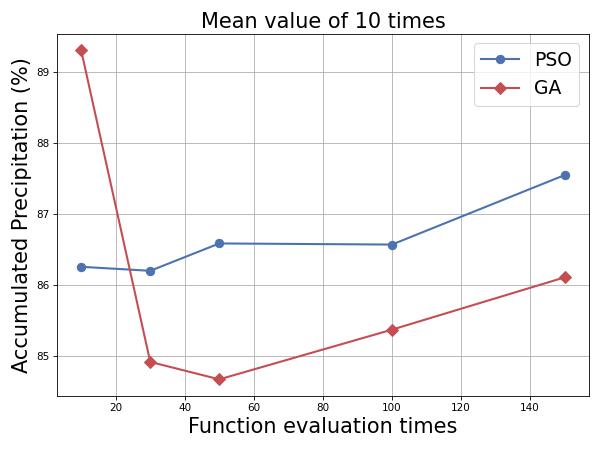 Mean value of 10 times
PSO
GA
Accumulated Precipitation (%)
89
88
87
86
85
20 40 60 80 100 120 140
Function evaluation times